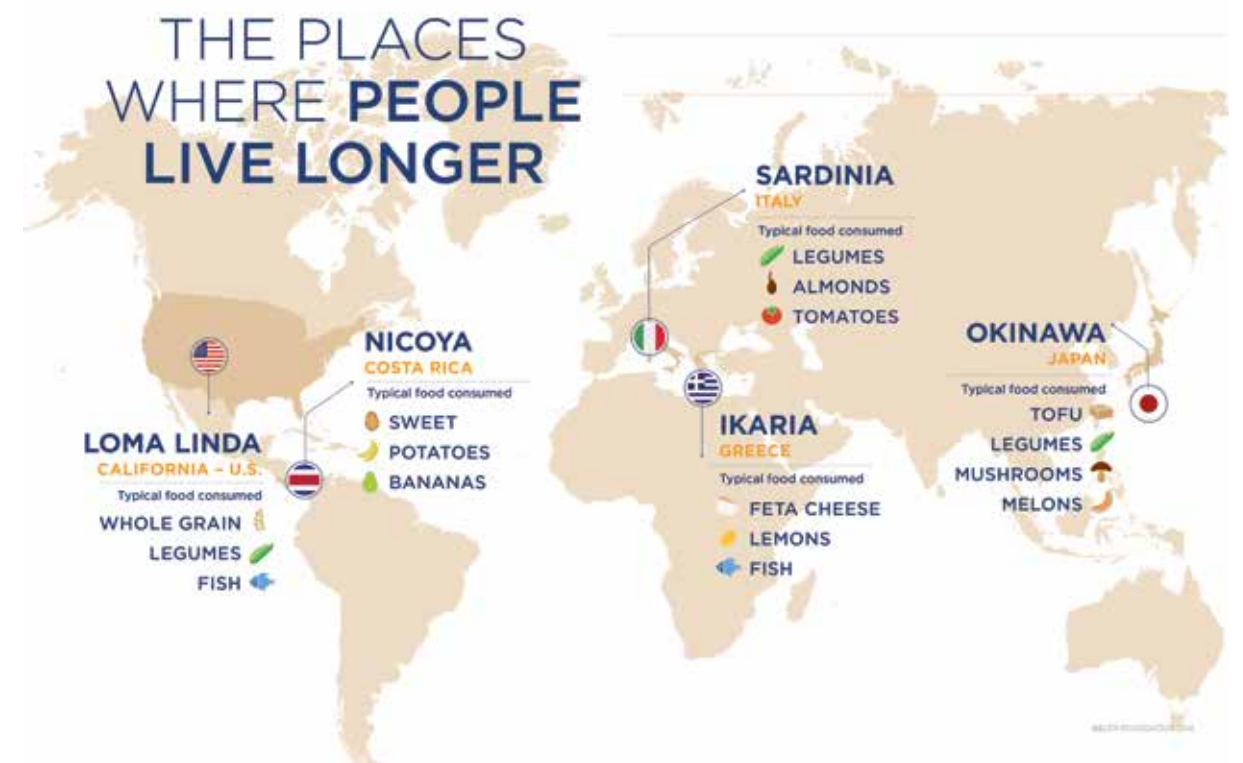 THE PLACES
WHERE PEOPLE
LIVE LONGER
SARDINIA
ITALY
Typical food consumed
LEGUMES
ALMONDS
TOMATOES
NICOYA
COSTA RICA
Typical food consumed
SWEET
POTATOES
BANANAS
OKINAWA
JAPAN
Typical food consumed
TOFU
LEGUMES
MUSHROOMS
MELONS
LOMA LINDA
CALIFORNIA – U.S.
Typical food consumed
WHOLE GRAIN
LEGUMES
FISH
IKARIA
GREECE
Typical food consumed
FETA CHEESE
LEMONS
FISH